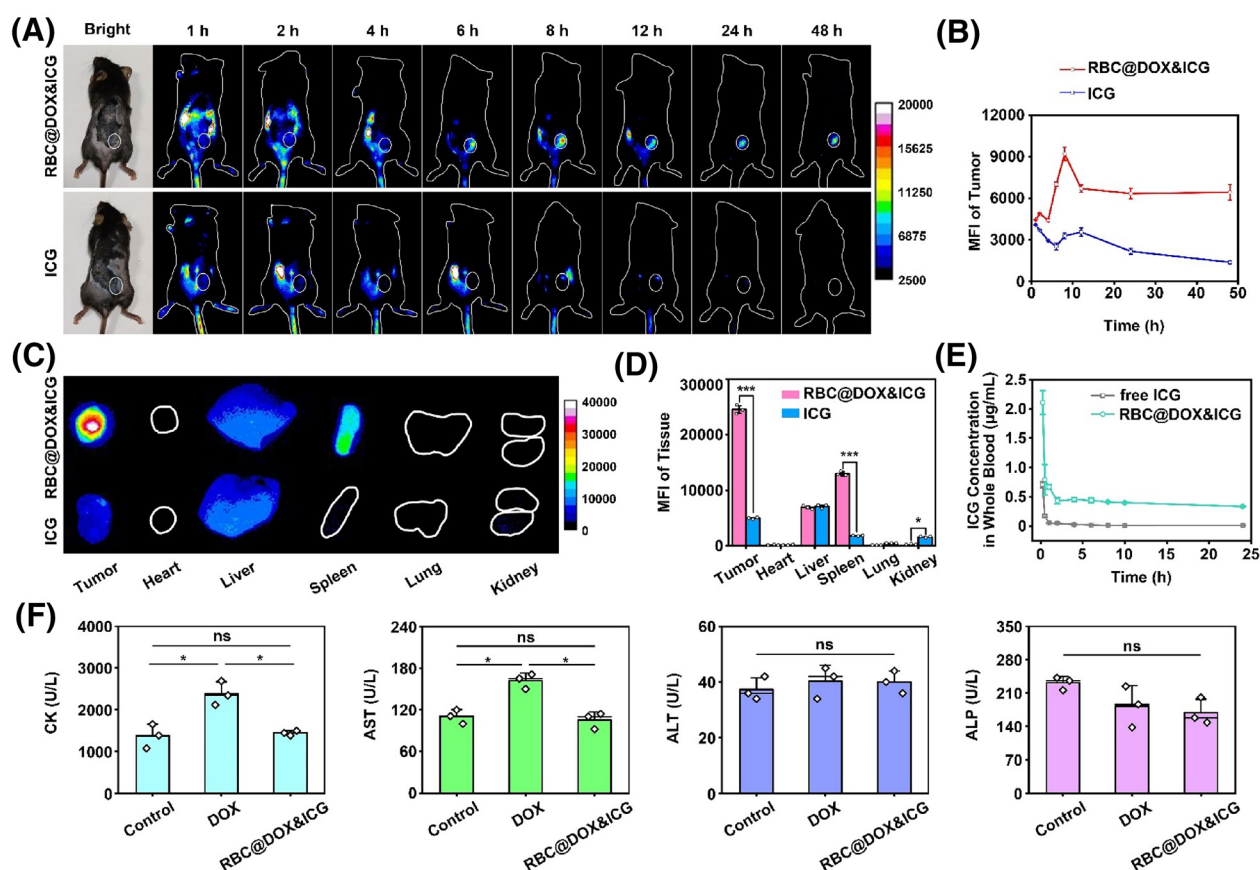 (A)
Bright 1 h 2 h 4 h 6 h 8 h 12 h 24 h 48 h
RBC@DOX&ICG
ICG
20000
15625
11250
6875
2500
(B)
RBC@DOX&ICG
ICG
MFI of Tumor
12000
9000
6000
3000
0
0 10 20 30 40 50
Time (h)
(C)
RBC@DOX&ICG
ICG
40000
30000
20000
10000
0
Tumor Heart Liver Spleen Lung Kidney
(D)
RBC@DOX&ICG
ICG
MFI of Tissue
30000
20000
10000
0
***
***
*
Tumor Heart Liver Spleen Lung Kidney
(E)
free ICG
RBC@DOX&ICG
ICG Concentration
in Whole Blood (μg/mL)
2.5
2.0
1.5
1.0
0.5
0
0 5 10 15 20 25
Time (h)
(F)
CK (U/L)
4000
3000
2000
1000
0
ns
* *
Control DOX RBC@DOX&ICG
AST (U/L)
240
180
120
60
0
ns
* *
Control DOX RBC@DOX&ICG
ALT (U/L)
60
40
20
0
ns
Control DOX RBC@DOX&ICG
ALP (U/L)
350
280
210
140
70
0
ns
Control DOX RBC@DOX&ICG